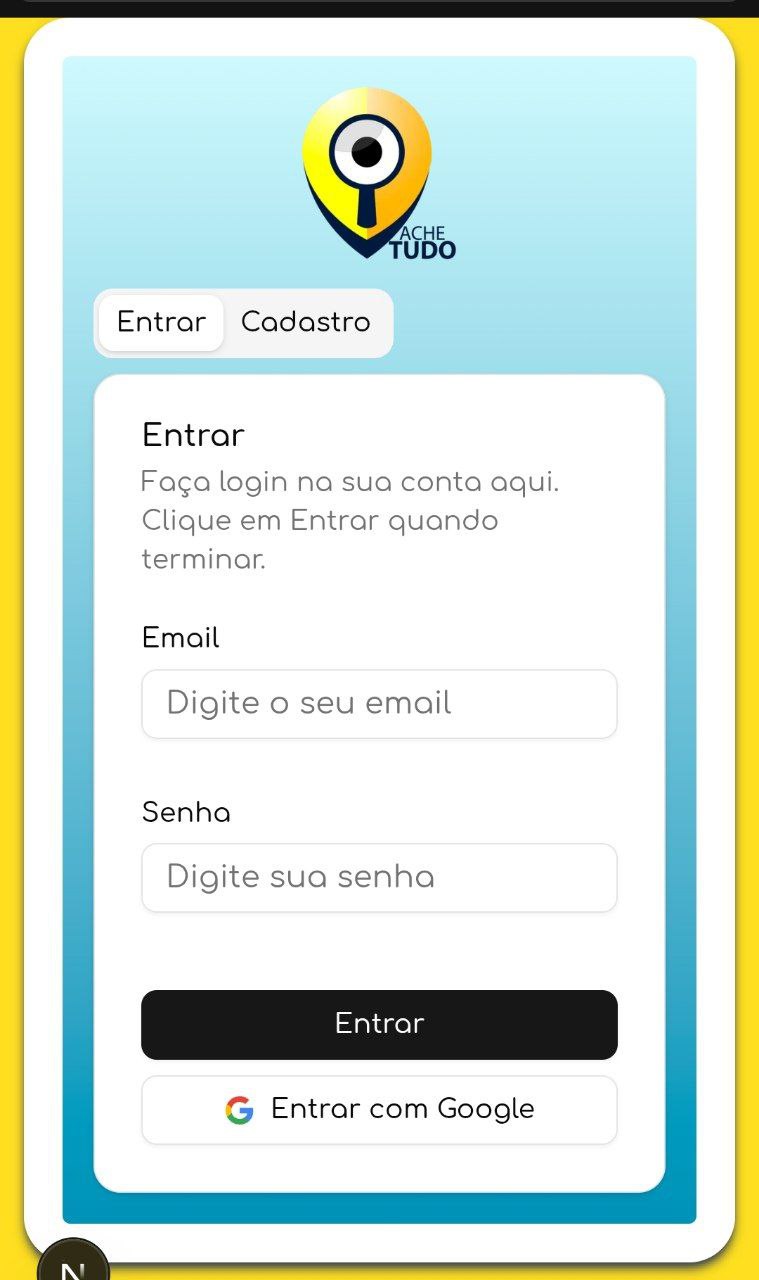 ACHE
TUDO
Entrar Cadastro
Entrar
Faça login na sua conta aqui.
Clique em Entrar quando
terminar.
Email
Digite o seu email
Senha
Digite sua senha
Entrar
Entrar com Google
N